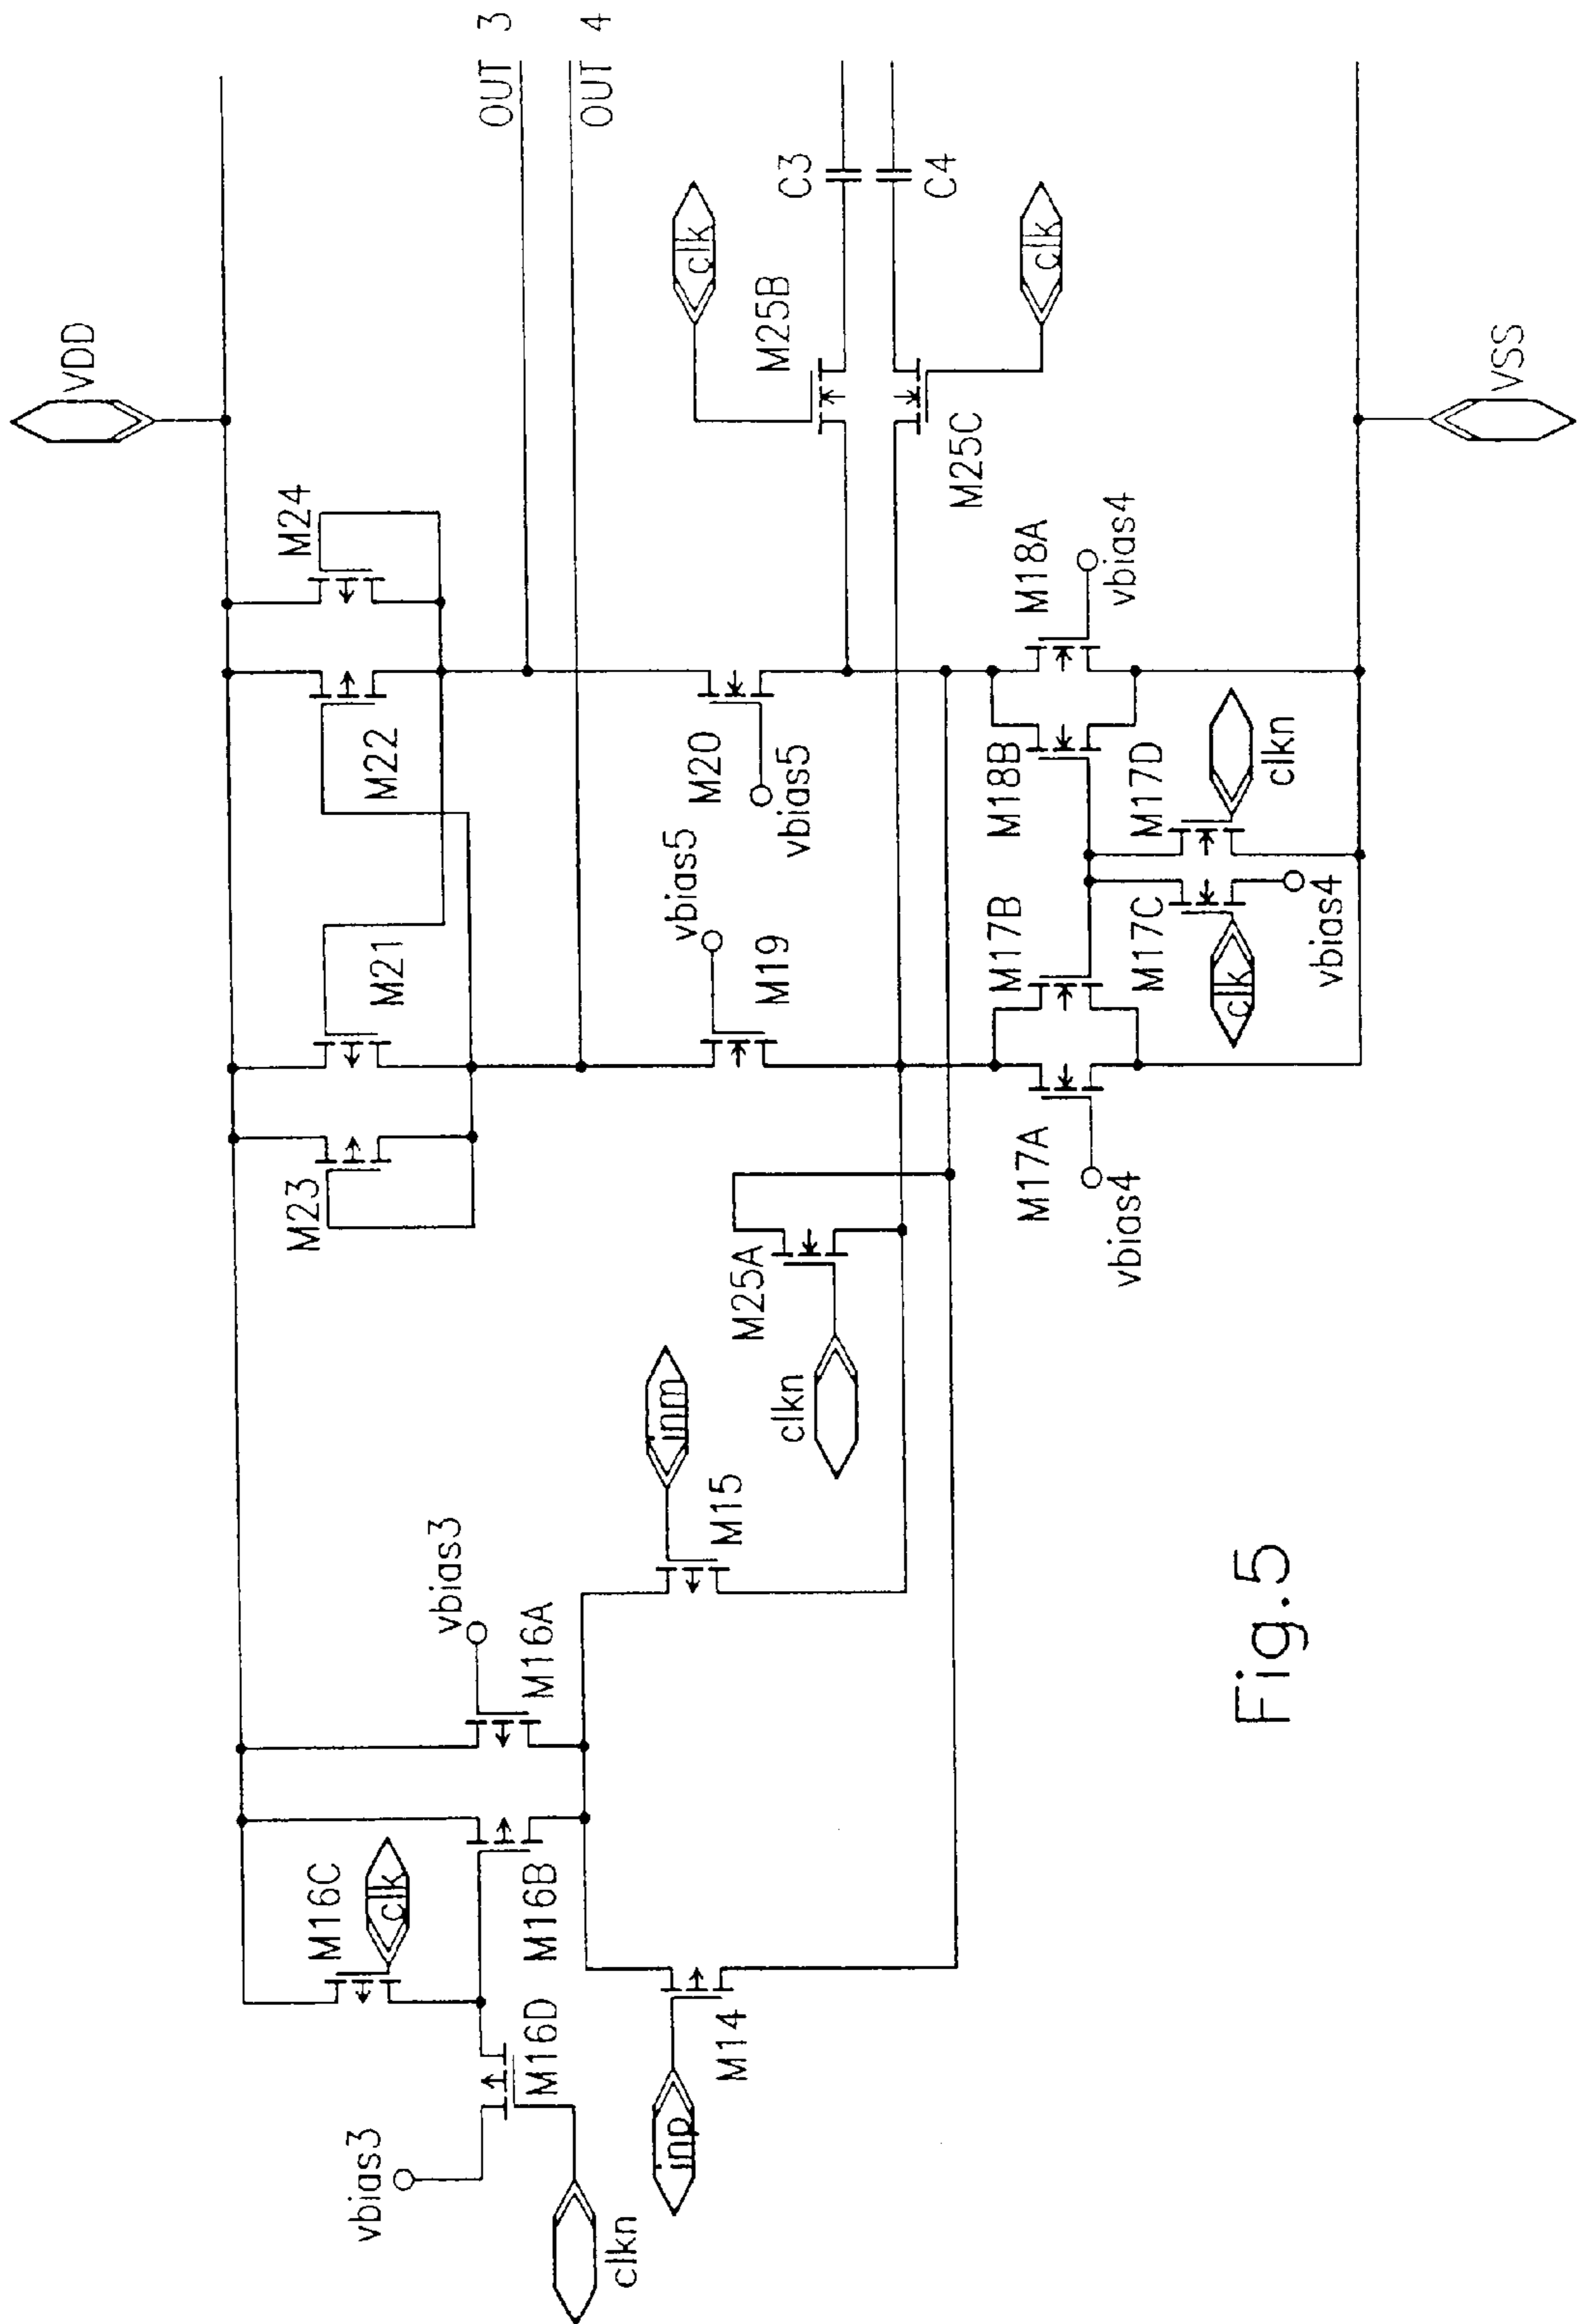 VDD
OUT 3
OUT 4
M24
M22
M21
M23
M16C
clk
M16B
M16D
vbias3
clkn
vbias3
M16A
inp
M14
inm
M15
clkn
M25A
vbias5
M19
M20
vbias5
clk
M25B
C3
C4
M25C
clk
M17A
vbias4
M17B
M17C
clk
vbias4
M18B
M17D
clkn
M18A
vbias4
VSS
Fig.5